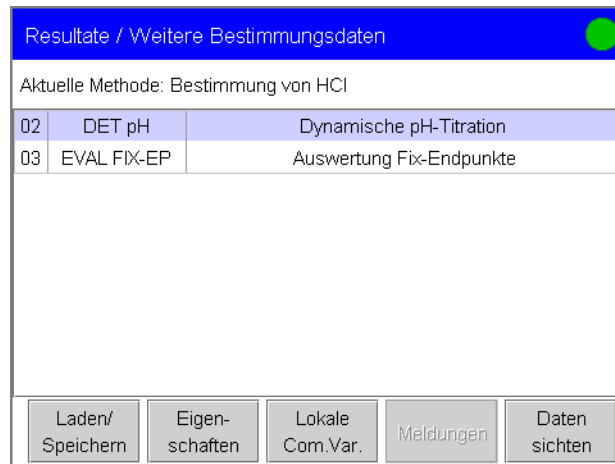 Resultate / Weitere Bestimmungsdaten
Aktuelle Methode: Bestimmung von HCl
02 DET pH Dynamische pH-Titration
03 EVAL FIX-EP Auswertung Fix-Endpunkte
Laden/ Eigen- Lokale Meldungen Daten
Speichern schaften Com.Var. sichten